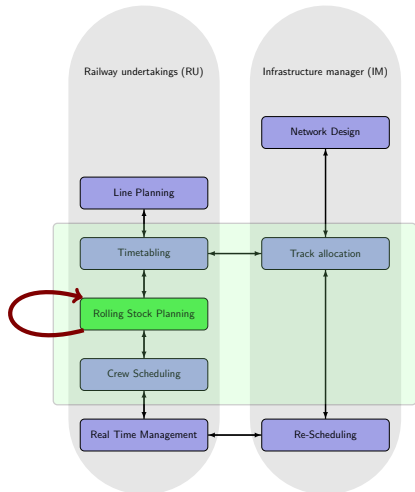 Railway undertakings (RU)
Infrastructure manager (IM)
Network Design
Line Planning
Timetabling
Track allocation
Rolling Stock Planning
Crew Scheduling
Real Time Management
Re-Scheduling